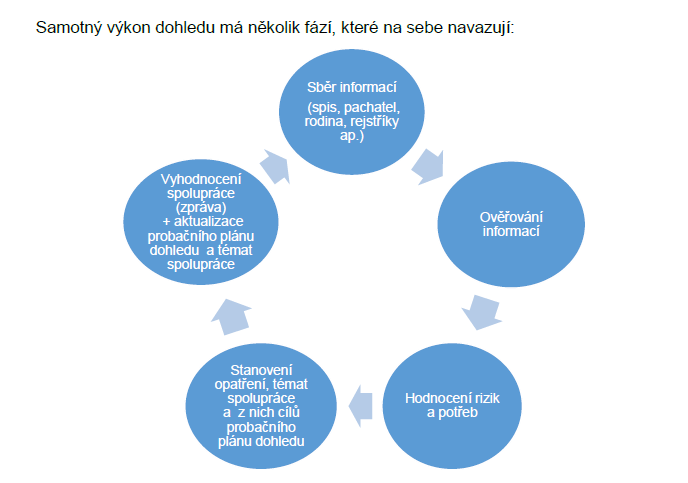 Samotný výkon dohledu má několik fází, které na sebe navazují:
Sběr informací
(spis, pachatel,
rodina, rejstříky
ap.)
Ověřování
informací
Hodnocení rizik
a potřeb
Stanovení
opatření, témat
spolupráce
a z nich cílů
probačního
plánu dohledu
Vyhodnocení
spolupráce
(zpráva)
+ aktualizace
probačního plánu
dohledu a témat
spolupráce